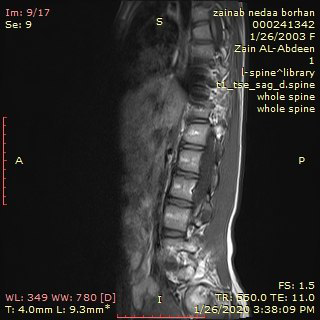 Im: 9/17
Se: 9
S
zainab nedaa borhan
000241342
1/26/2003 F
Zain AL-Abdeen
1
l-spine^library
t1_tse_sag_d.spine
whole spine
whole spine
A
P
WL: 349 WW: 780 [D]
T: 4.0mm L: 9.3mm*
I
FS: 1.5
TR: 550.0 TE: 11.0
1/26/2020 3:38:09 PM